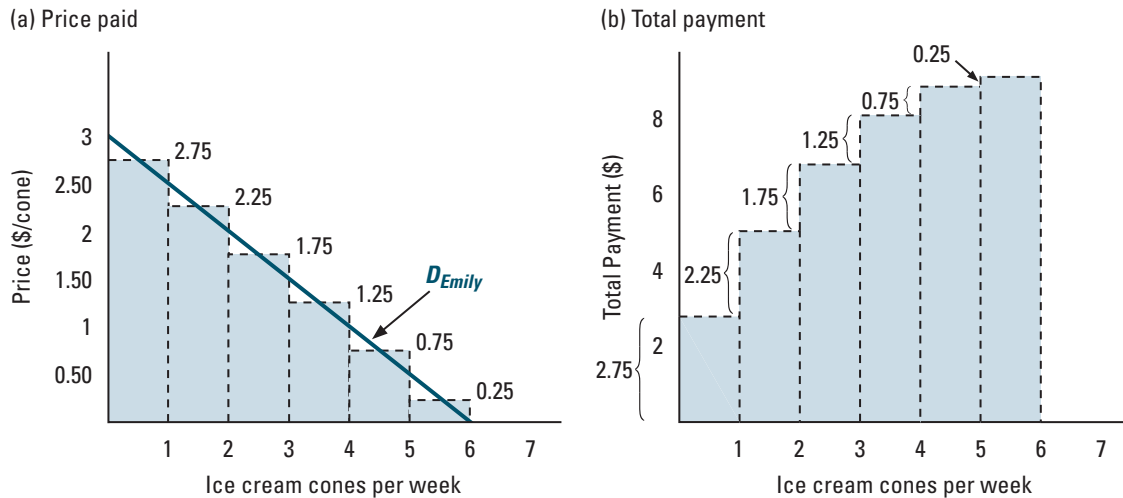 (a) Price paid
Price ($/cone)
3
2.50
2
1.50
1
0.50
2.75
2.25
1.75
1.25
0.75
0.25
D Emily
1 2 3 4 5 6 7
Ice cream cones per week
(b) Total payment
Total Payment ($)
8
6
4
2
0.25
0.75
1.25
1.75
2.25
2.75
1 2 3 4 5 6 7
Ice cream cones per week